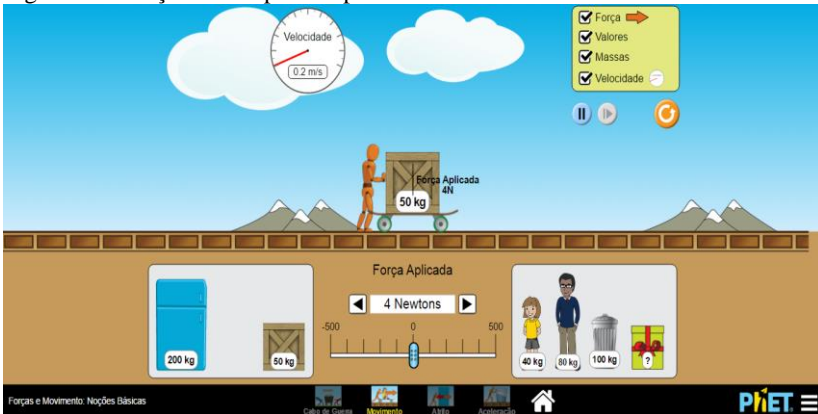 Velocidade
0.2 m/s
Força
Valores
Massas
Velocidade
Força Aplicada
4N
50 kg
Força Aplicada
4 Newtons
-500
0
500
200 kg
50 kg
40 kg
80 kg
100 kg
?
Forças e Movimento: Noções Básicas
Cabo de Guerra
Movimento
Atrito
Aceleração
PhET